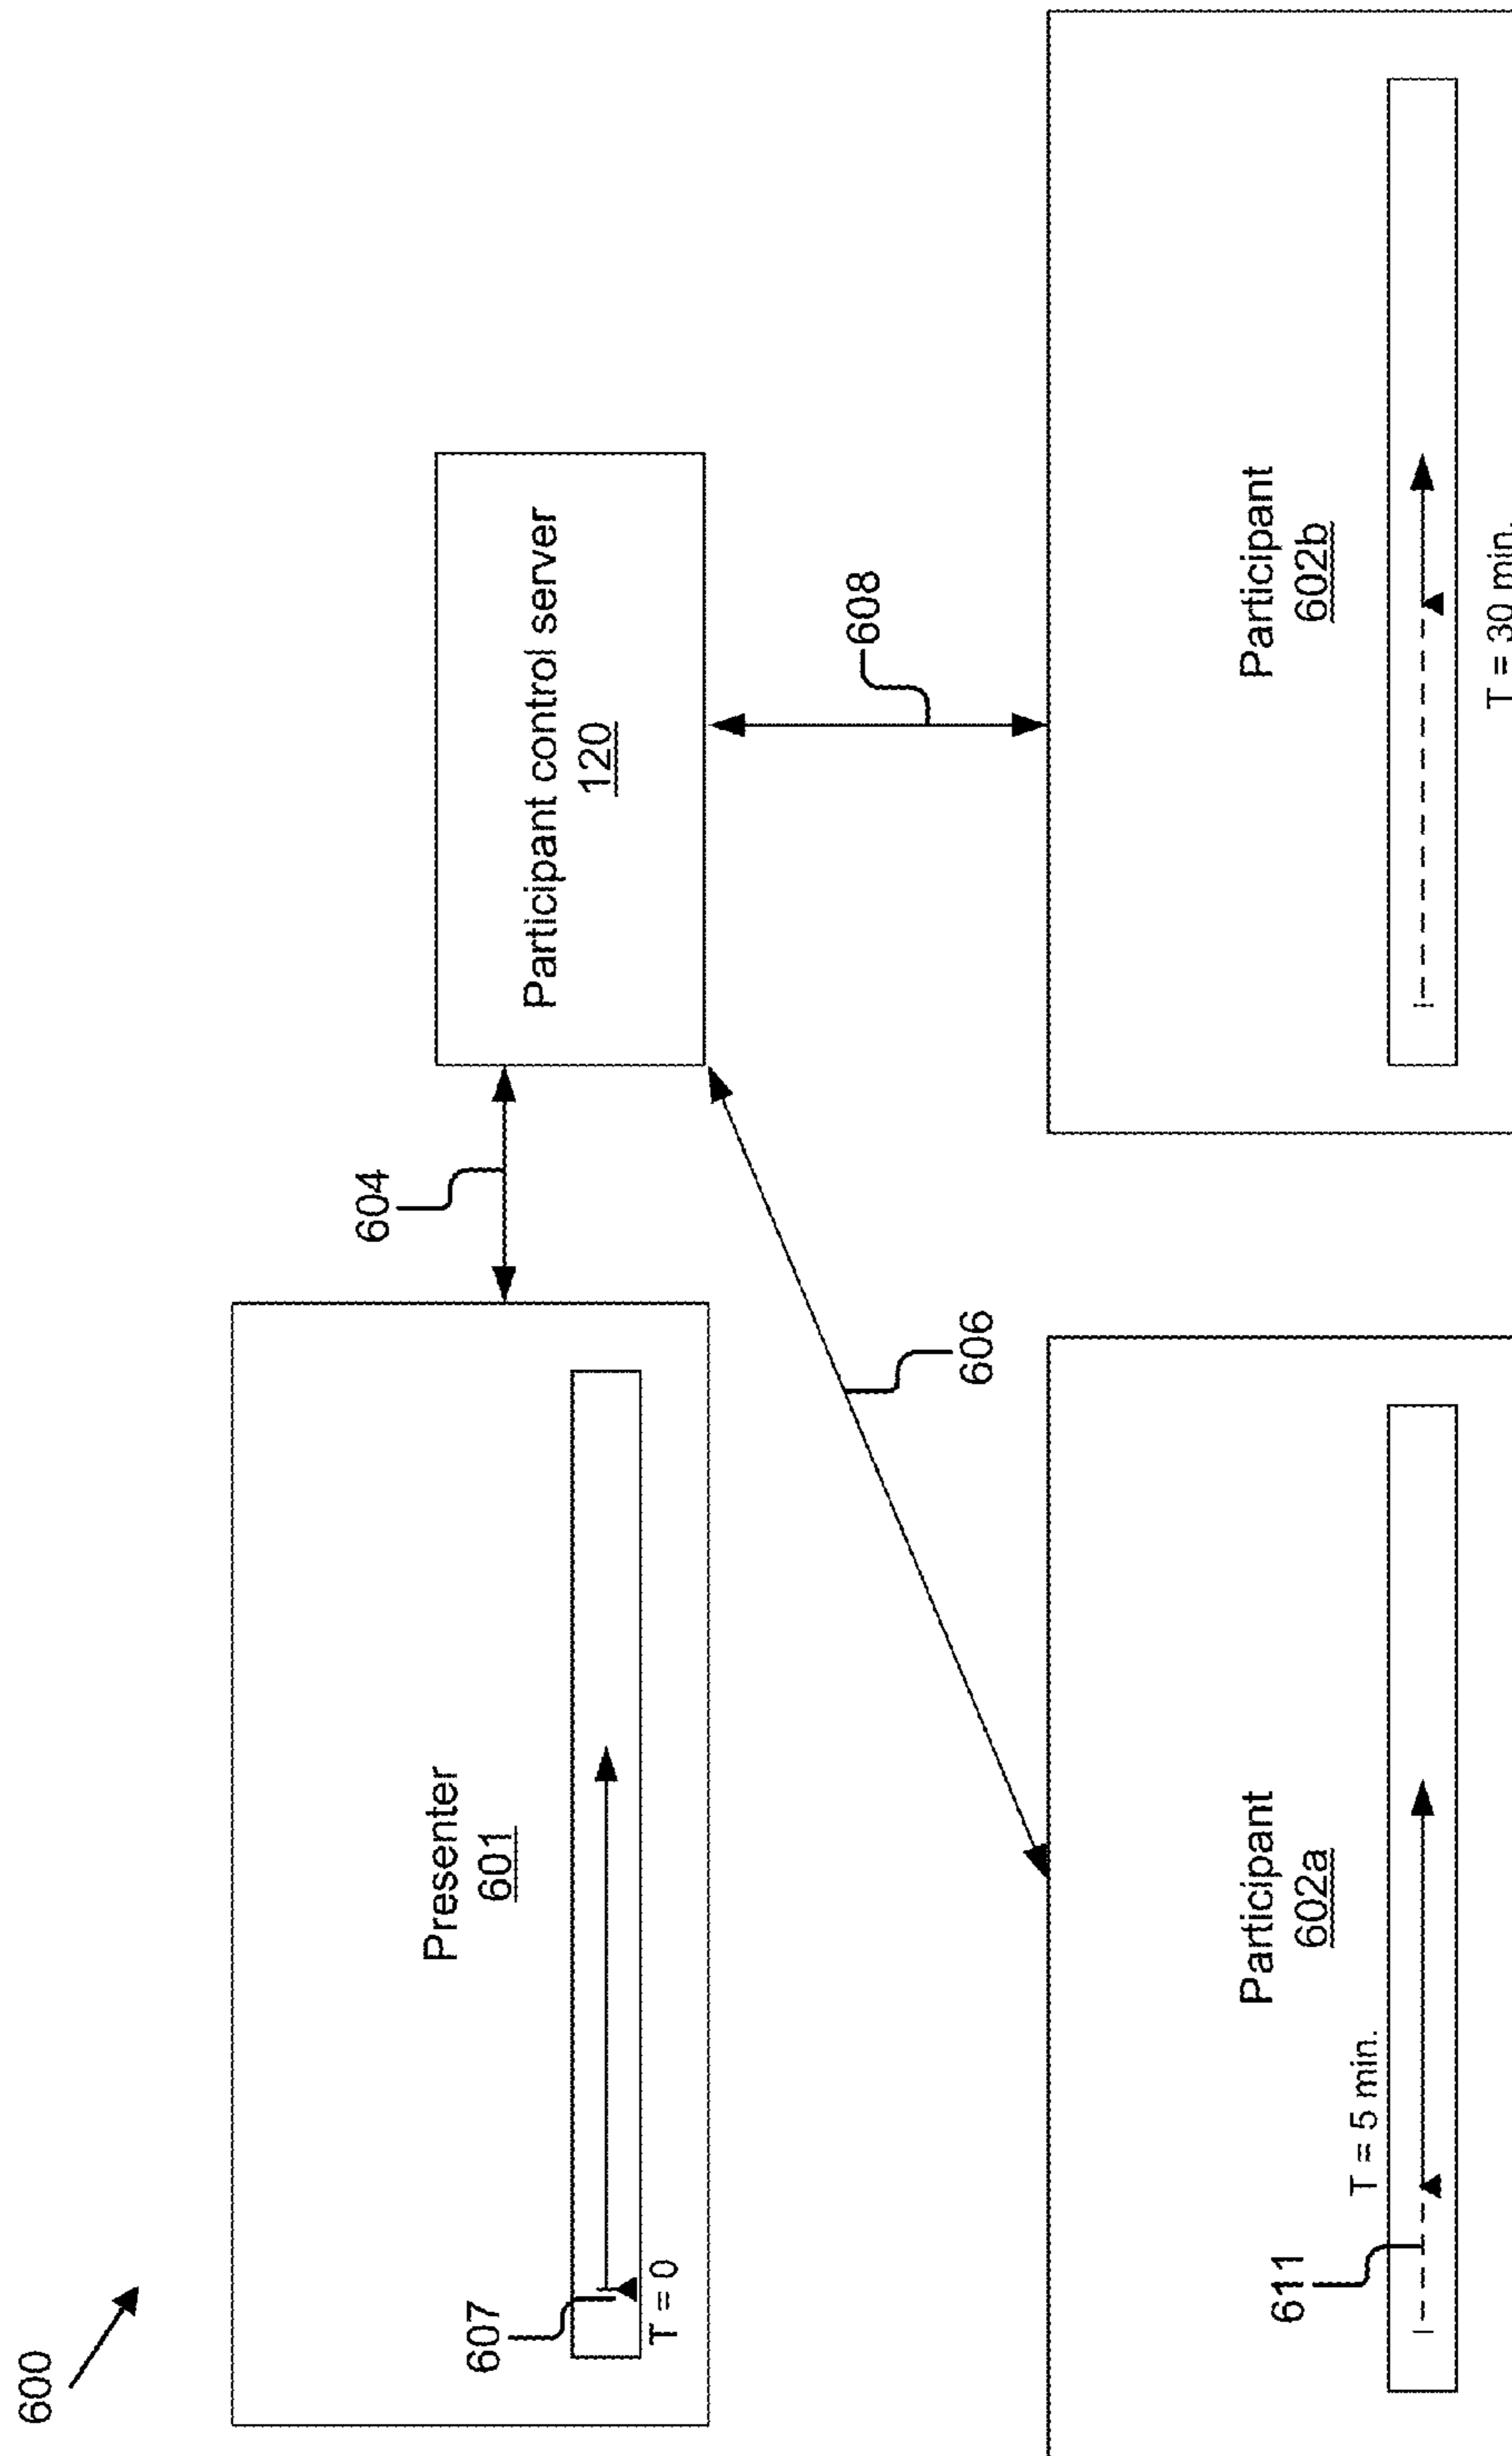 600
Presenter
601
607
T = 0
604
Participant control server
120
606
608
Participant
602a
T = 5 min.
611
Participant
602b
T = 30 min.